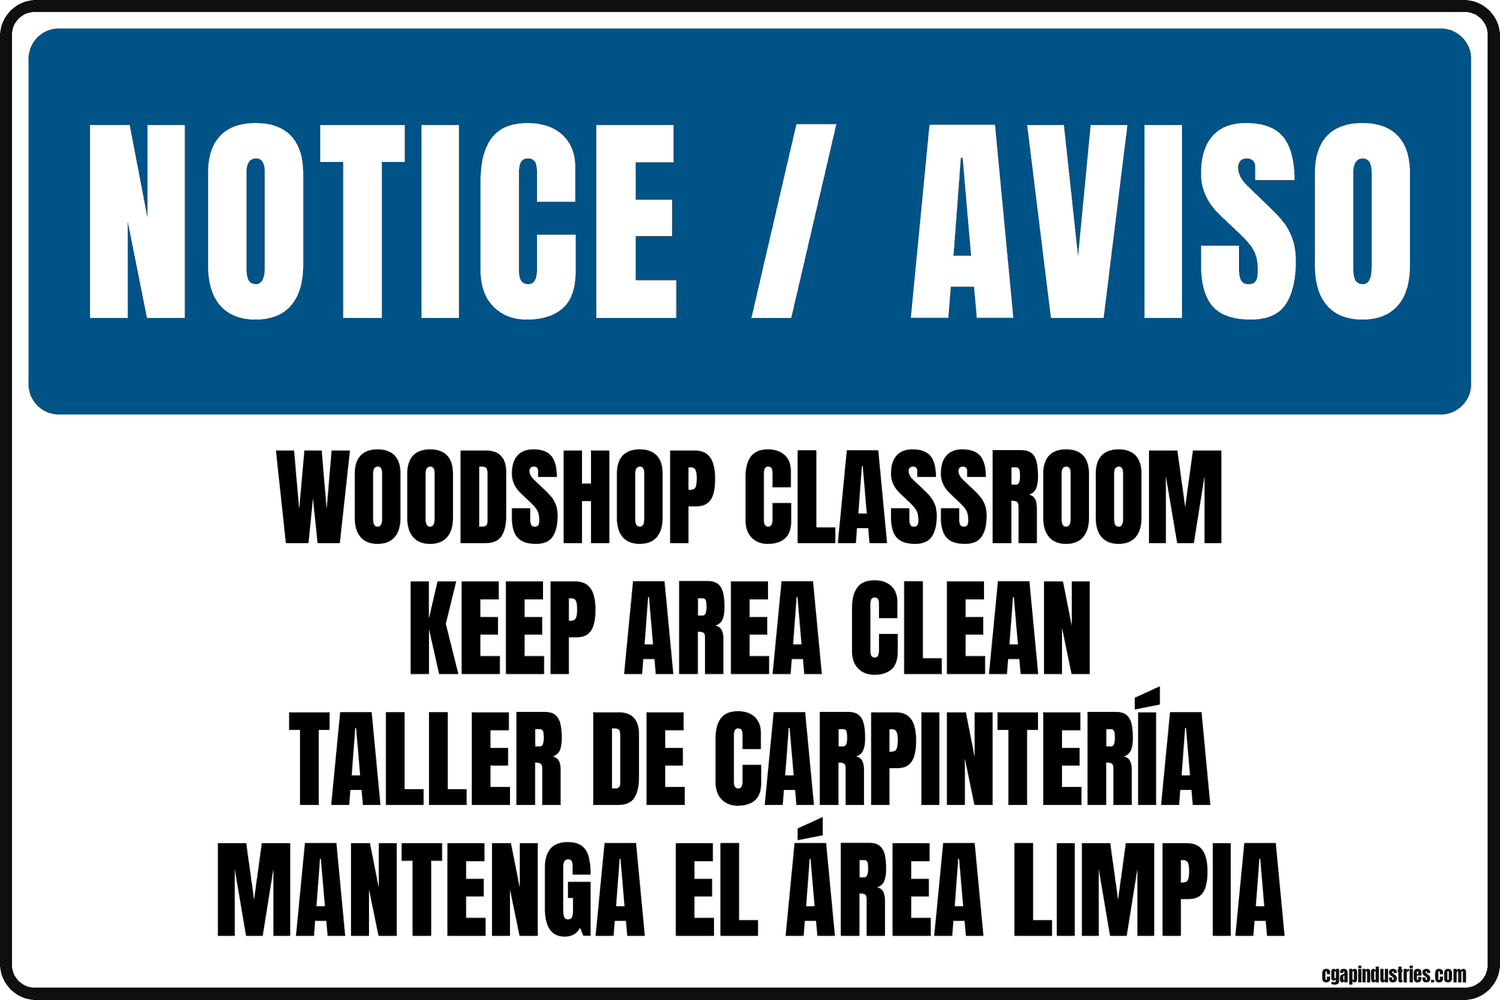 NOTICE / AVISO
WOODSHOP CLASSROOM
KEEP AREA CLEAN
TALLER DE CARPINTERÍA
MANTENGA EL ÁREA LIMPIA
cgapindustries.com